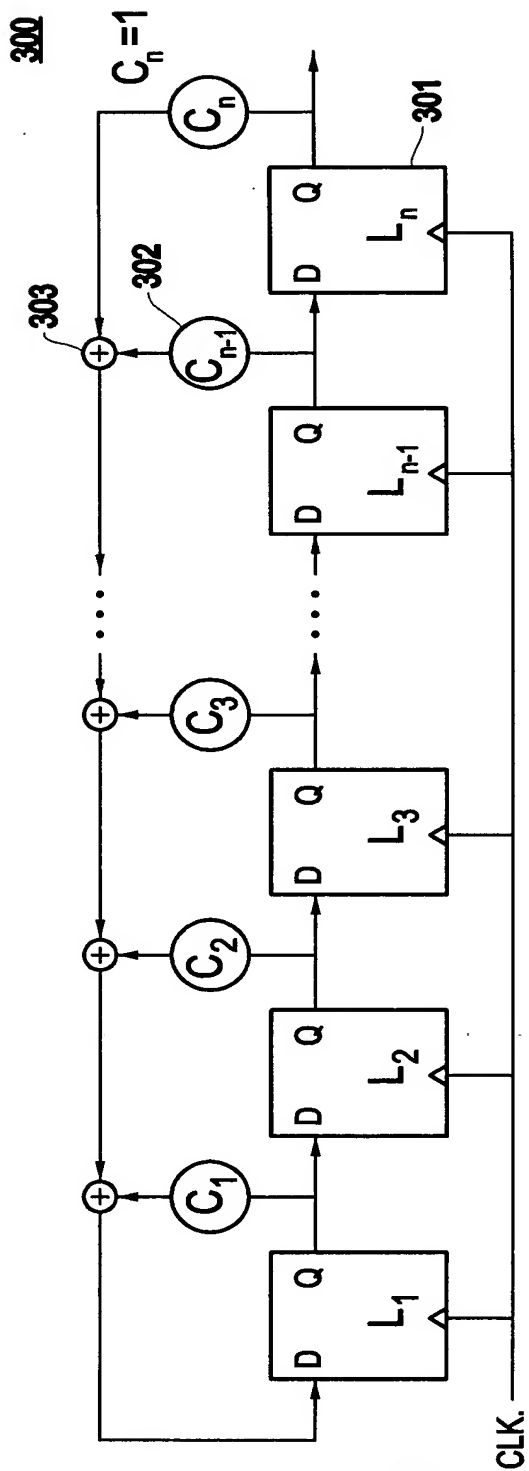 300
C_n = 1
303
302
301
+ + + + 
C_1 C_2 C_3 C_{n-1} C_n
... 
D Q D Q D Q ... D Q D Q
L_1 L_2 L_3 L_{n-1} L_n
CLK.